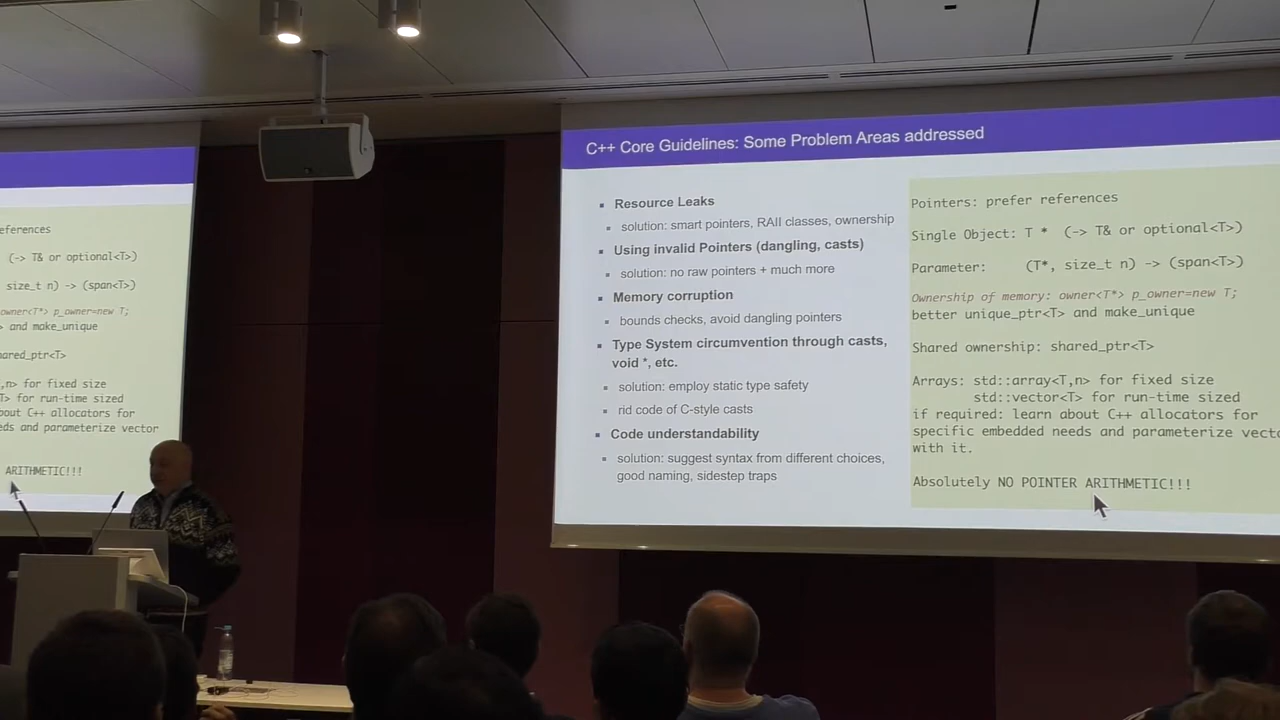 eferences
(-> T& or optional<T>)
size_t n) -> (span<T>)
owner<T*> p_owner=new T;
> and make_unique
ared_ptr<T>
,n> for fixed size
T> for run-time sized
out C++ allocators for
eds and parameterize vector
ARITHMETIC!!!
C++ Core Guidelines: Some Problem Areas addressed
Resource Leaks
solution: smart pointers, RAII classes, ownership
Using invalid Pointers (dangling, casts)
solution: no raw pointers + much more
Memory corruption
bounds checks, avoid dangling pointers
Type System circumvention through casts,
void *, etc.
solution: employ static type safety
rid code of C-style casts
Code understandability
solution: suggest syntax from different choices,
good naming, sidestep traps
Pointers: prefer references
Single Object: T * (-> T& or optional<T>)
Parameter: (T*, size_t n) -> (span<T>)
Ownership of memory: owner<T*> p_owner=new T;
better unique_ptr<T> and make_unique
Shared ownership: shared_ptr<T>
Arrays: std::array<T,n> for fixed size
std::vector<T> for run-time sized
if required: learn about C++ allocators for
specific embedded needs and parameterize vecto
with it.
Absolutely NO POINTER ARITHMETIC!!!